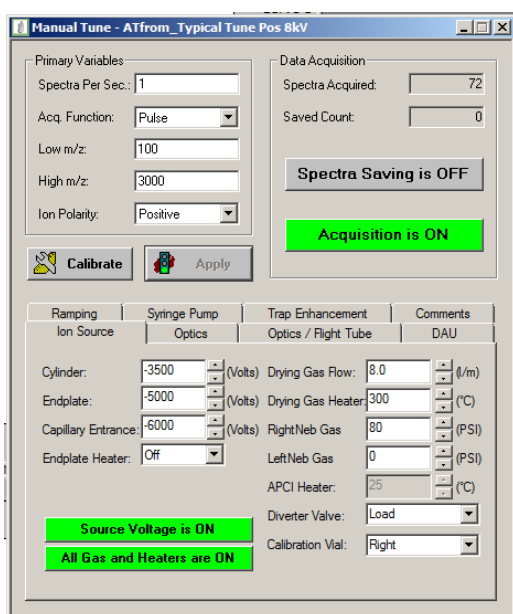 Manual Tune - ATfrom_Typical Tune Pos 8kV
Primary Variables
Spectra Per Sec.: 1
Acq. Function: Pulse
Low m/z: 100
High m/z: 3000
Ion Polarity: Positive
Calibrate Apply
Data Acquisition
Spectra Acquired: 72
Saved Count: 0
Spectra Saving is OFF
Acquisition is ON
Ramping Syringe Pump Trap Enhancement Comments
Ion Source Optics Optics / Flight Tube DAU
Cylinder: -3500 (Volts)
Endplate: -5000 (Volts)
Capillary Entrance: -6000 (Volts)
Endplate Heater: Off
Source Voltage is ON
All Gas and Heaters are ON
Drying Gas Flow: 8.0 (l/m)
Drying Gas Heater: 300 (°C)
RightNeb Gas 80 (PSI)
LeftNeb Gas 0 (PSI)
APCI Heater: 25 (°C)
Diverter Valve: Load
Calibration Vial: Right